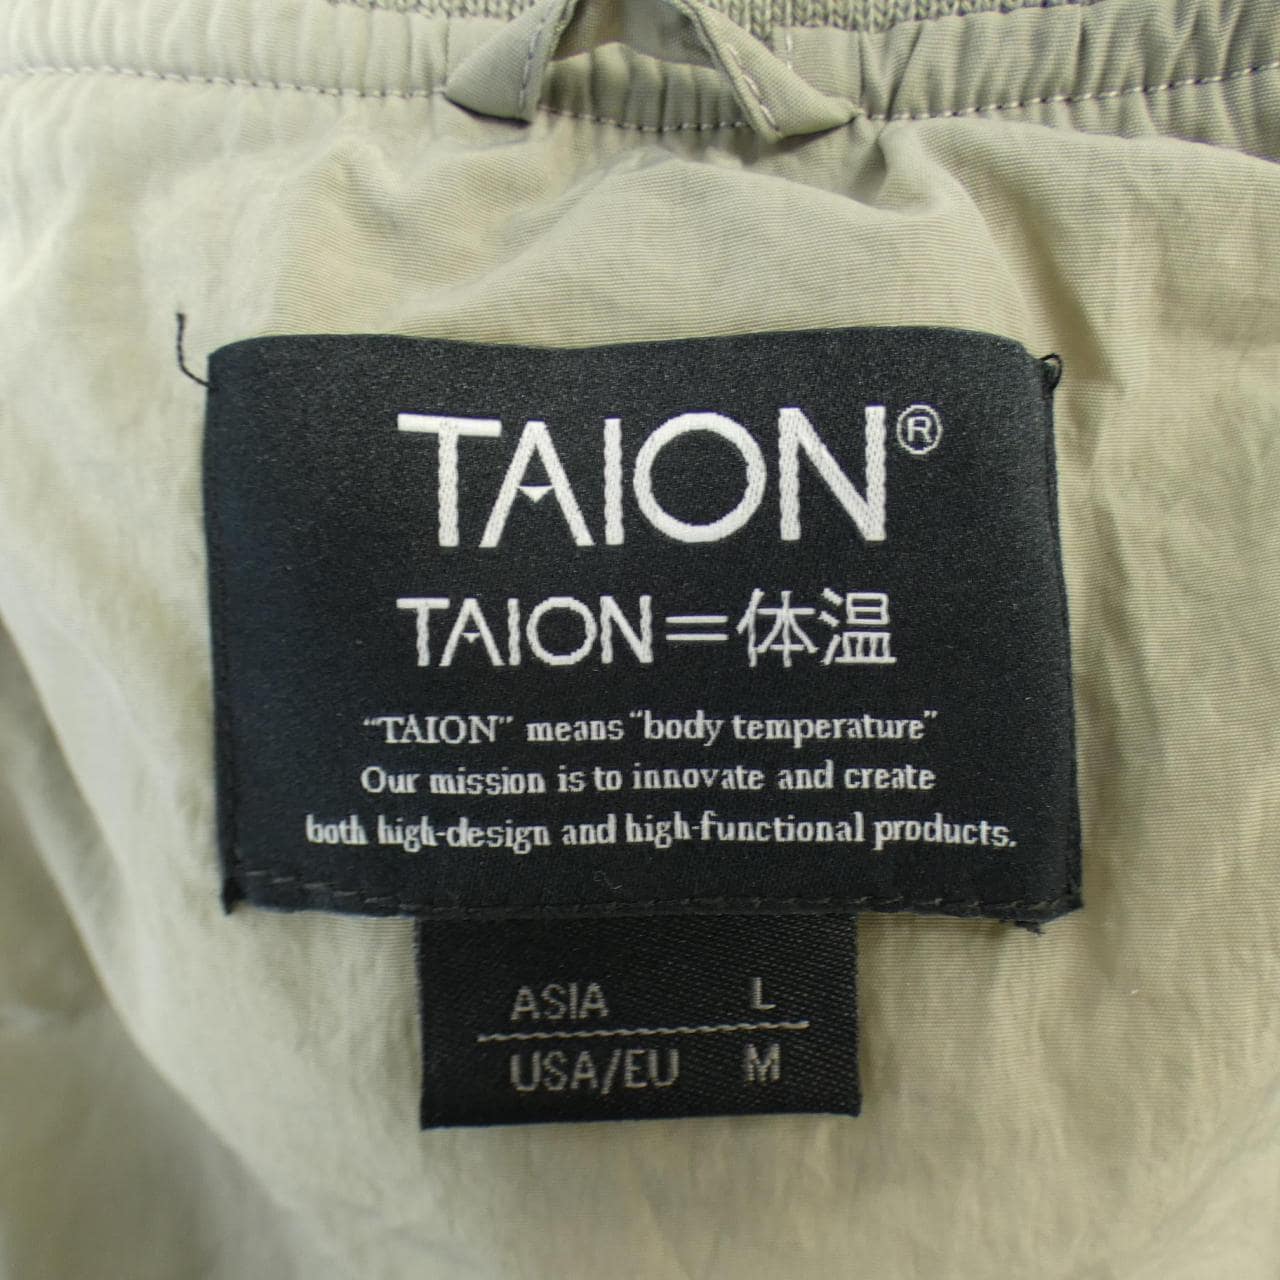 TAION®
TAION=体温
“TAION” means “body temperature”
Our mission is to innovate and create
both high-design and high-functional products.
ASIA L
USA/EU M